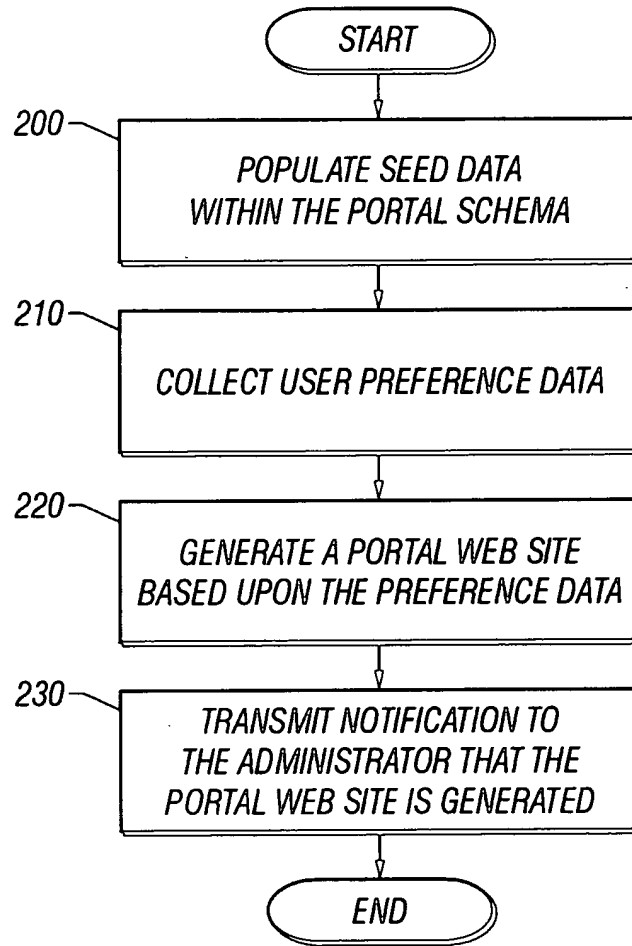 START
200
POPULATE SEED DATA
WITHIN THE PORTAL SCHEMA
210
COLLECT USER PREFERENCE DATA
220
GENERATE A PORTAL WEB SITE
BASED UPON THE PREFERENCE DATA
230
TRANSMIT NOTIFICATION TO
THE ADMINISTRATOR THAT THE
PORTAL WEB SITE IS GENERATED
END